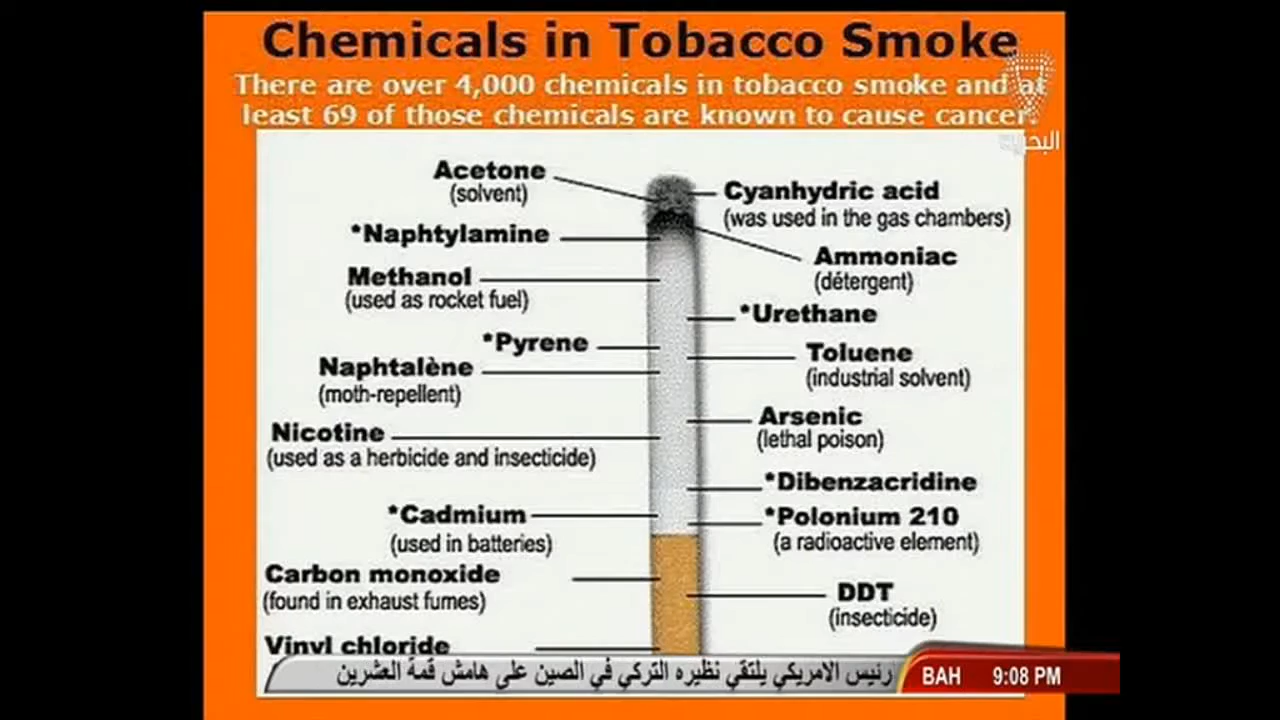 Chemicals in Tobacco Smoke
There are over 4,000 chemicals in tobacco smoke and at
least 69 of those chemicals are known to cause cancer.
Acetone
(solvent)
Cyanhydric acid
(was used in the gas chambers)
*Naphtylamine
Ammoniac
(détergent)
Methanol
(used as rocket fuel)
*Urethane
*Pyrene
Toluene
(industrial solvent)
Naphtalène
(moth-repellent)
Arsenic
(lethal poison)
Nicotine
(used as a herbicide and insecticide)
*Dibenzacridine
*Cadmium
(used in batteries)
*Polonium 210
(a radioactive element)
Carbon monoxide
(found in exhaust fumes)
DDT
(insecticide)
Vinyl chloride
رئيس الامريكي يلتقي نظيره التركي في الصين على هامش قمة العشرين
BAH 9:08 PM